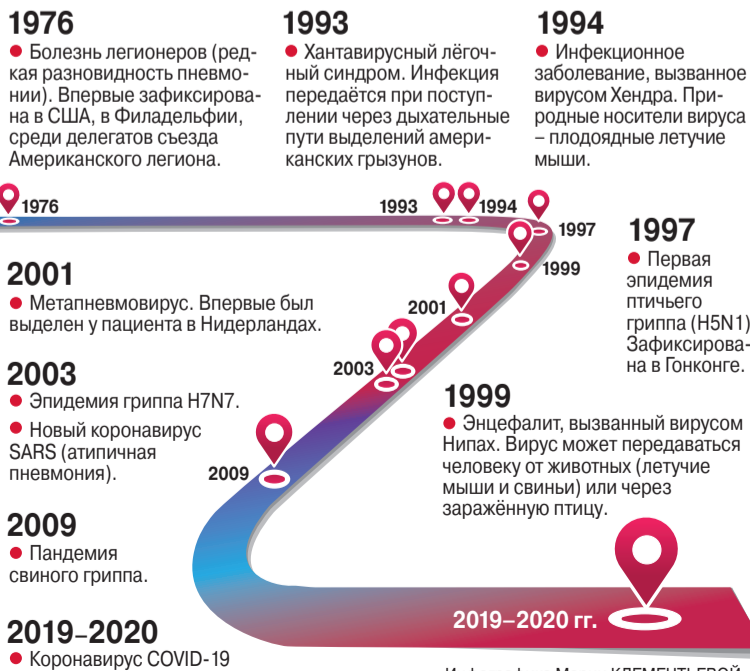 1976
● Болезнь легионеров (ред-
кая разновидность пневмо-
нии). Впервые зафиксирова-
на в США, в Филадельфии,
среди делегатов съезда
Американского легиона.
1993
● Хантавирусный лёгоч-
ный синдром. Инфекция
передаётся при поступ-
лении через дыхательные
пути выделений амери-
канских грызунов.
1994
● Инфекционное
заболевание, вызванное
вирусом Хендра. При-
родные носители вируса
– плодоядные летучие
мыши.
1976
1993
1994
1997
1999
2001
2003
2009
2019–2020 гг.
1997
● Первая
эпидемия
птичьего
гриппа (H5N1)
Зафиксирова-
на в Гонконге.
2001
● Метапневмовирус. Впервые был
выделен у пациента в Нидерландах.
2003
● Эпидемия гриппа H7N7.
● Новый коронавирус
SARS (атипичная
пневмония).
1999
● Энцефалит, вызванный вирусом
Нипах. Вирус может передаваться
человеку от животных (летучие
мыши и свиньи) или через
заражённую птицу.
2009
● Пандемия
свиного гриппа.
2019–2020
● Коронавирус COVID-19